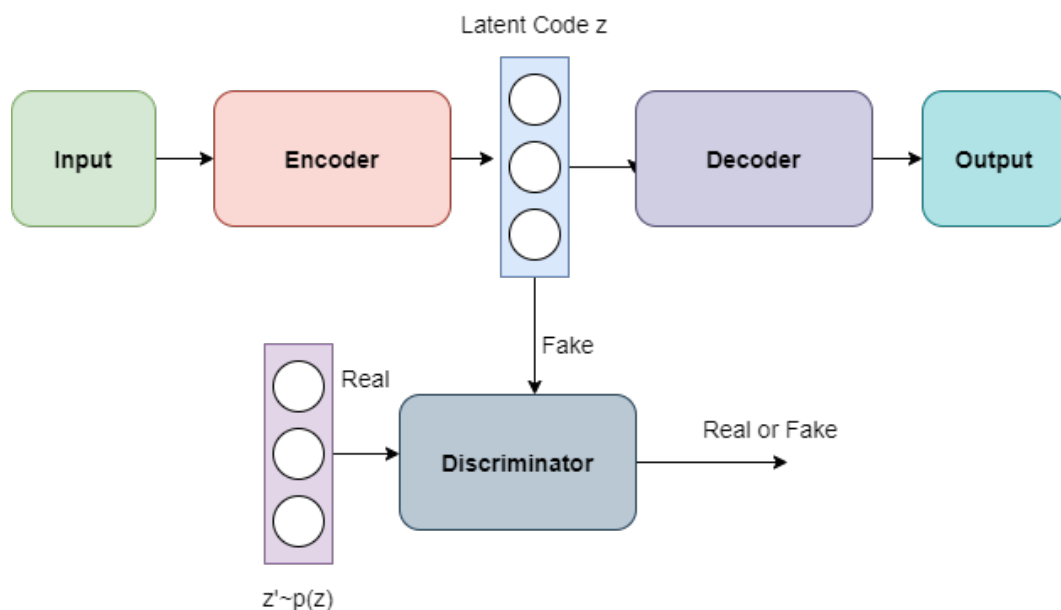 Latent Code z
Input
Encoder
Decoder
Output
Fake
Real
Discriminator
Real or Fake
z'~p(z)